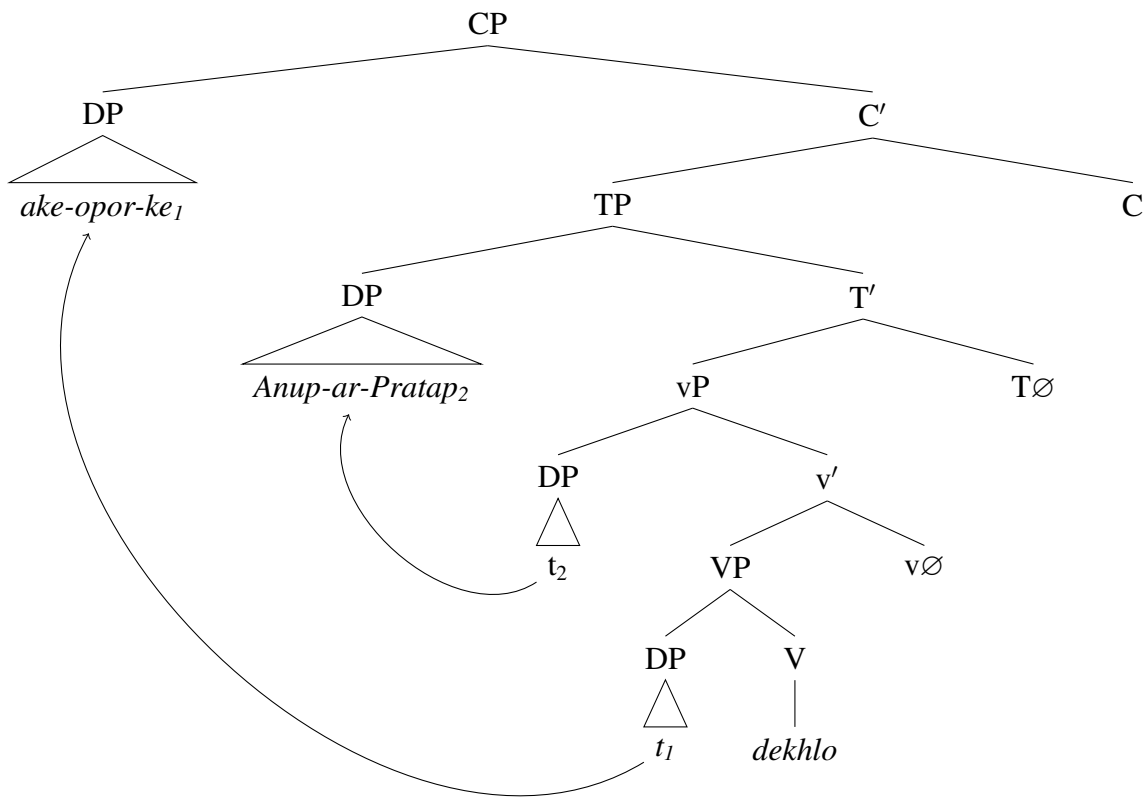 CP
DP C′
ake-opor-ke₁ TP C
DP T′
Anup-ar-Pratap₂ vP T∅
DP v′
t₂ VP v∅
DP V
t₁ dekhlo